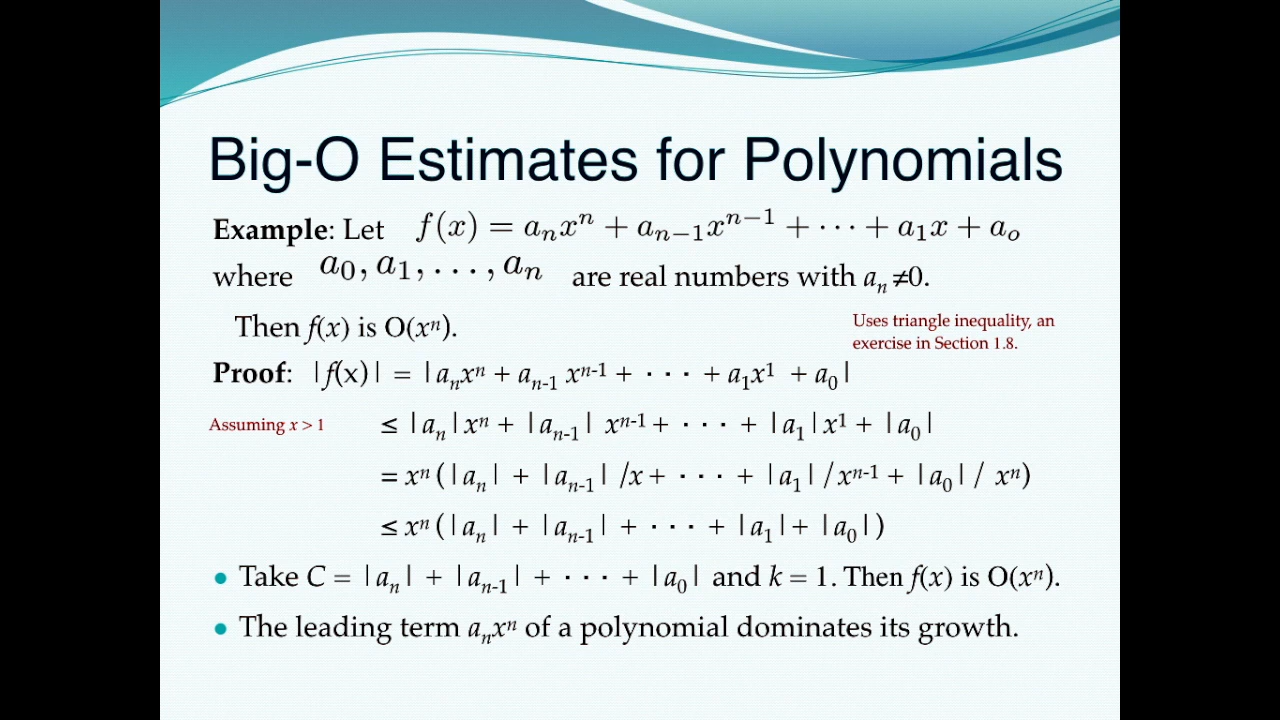 Big-O Estimates for Polynomials
Example: Let f(x) = aₙxⁿ + aₙ₋₁xⁿ⁻¹ + · · · + a₁x + aₒ
where a₀, a₁, . . . , aₙ are real numbers with aₙ ≠0.
Then f(x) is O(xⁿ).
Uses triangle inequality, an
exercise in Section 1.8.
Proof: |f(x)| = |aₙxⁿ + aₙ₋₁ xⁿ⁻¹ + · · · + a₁x¹ + a₀|
Assuming x > 1 ≤ |aₙ|xⁿ + |aₙ₋₁| xⁿ⁻¹ + · · · + |a₁|x¹ + |a₀|
= xⁿ (|aₙ| + |aₙ₋₁| /x + · · · + |a₁| /xⁿ⁻¹ + |a₀| / xⁿ)
≤ xⁿ (|aₙ| + |aₙ₋₁| + · · · + |a₁| + |a₀|)
• Take C = |aₙ| + |aₙ₋₁| + · · · + |a₀| and k = 1. Then f(x) is O(xⁿ).
• The leading term aₙxⁿ of a polynomial dominates its growth.